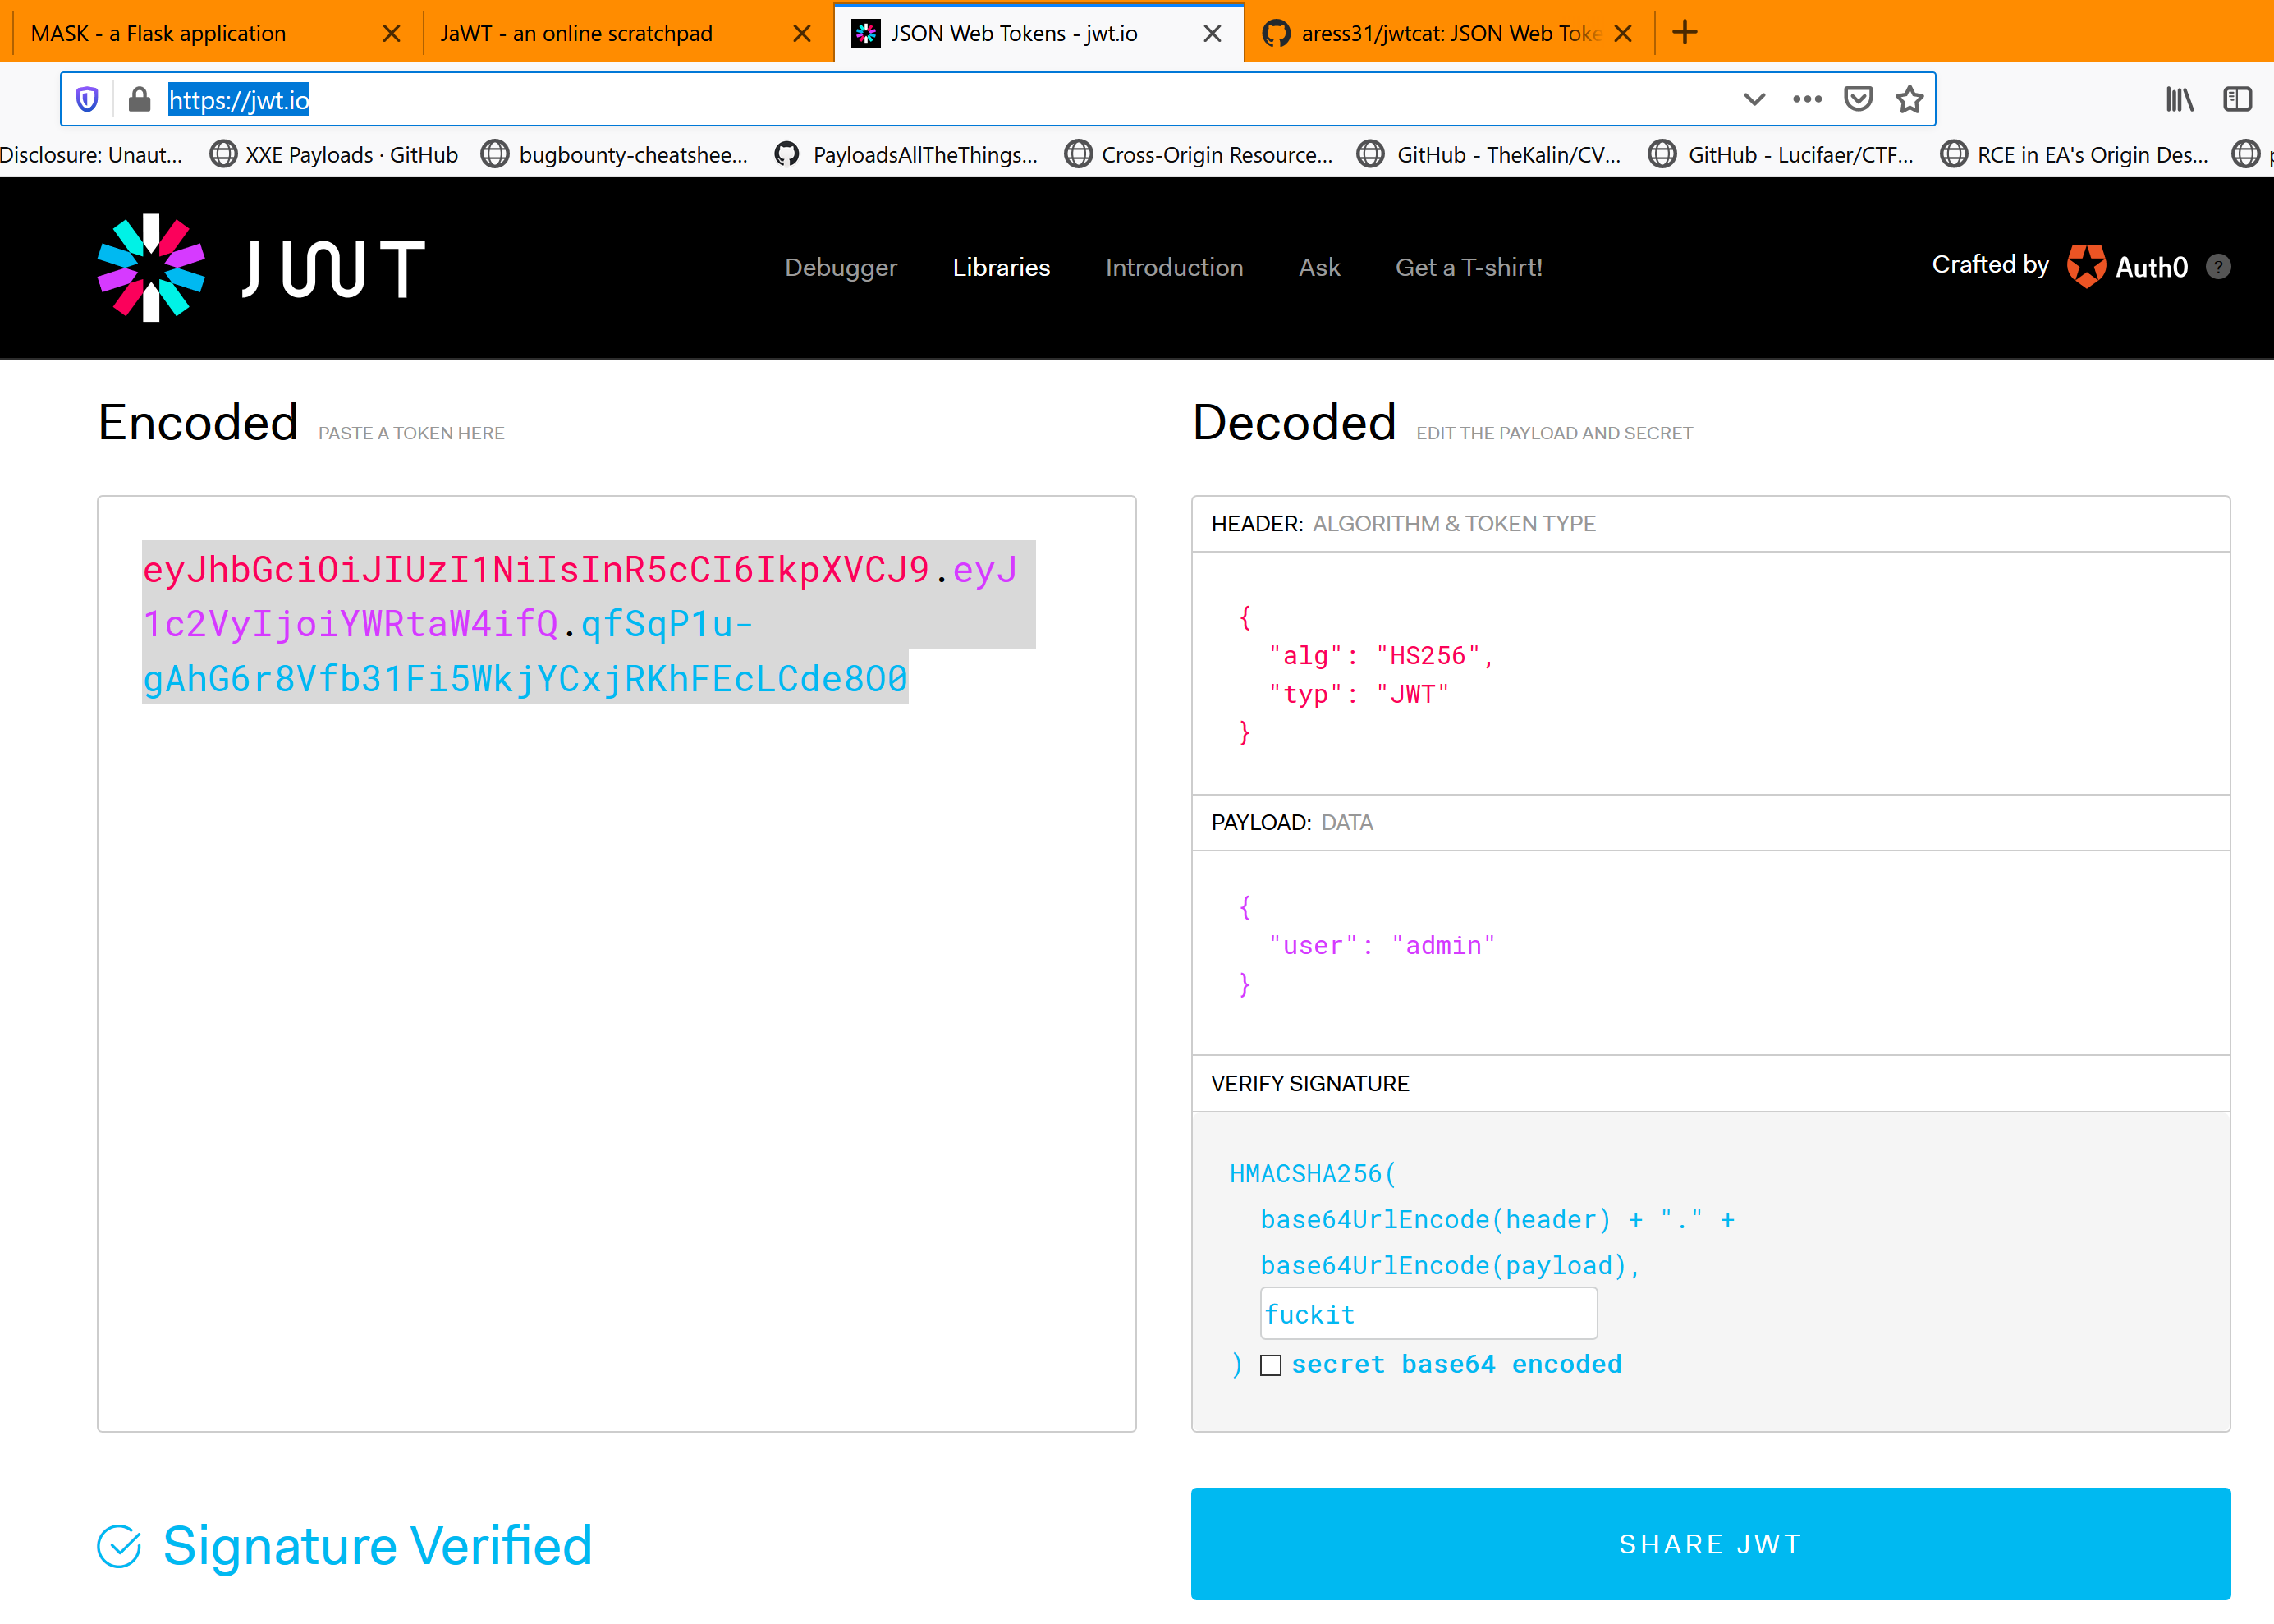 MASK - a Flask application
JaWT - an online scratchpad
JSON Web Tokens - jwt.io
aress31/jwtcat: JSON Web Toke
https://jwt.io
Disclosure: Unaut...
XXE Payloads · GitHub
bugbounty-cheatshee...
PayloadsAllTheThings...
Cross-Origin Resource...
GitHub - TheKalin/CV...
GitHub - Lucifaer/CTF...
RCE in EA's Origin Des...
JWT
Debugger
Libraries
Introduction
Ask
Get a T-shirt!
Crafted by
Auth0
?
Encoded PASTE A TOKEN HERE
eyJhbGciOiJIUzI1NiIsInR5cCI6IkpXVCJ9.eyJ
1c2VyIjoiYWRtaW4ifQ.qfSqP1u-
gAhG6r8Vfb31Fi5WkjYCxjRKhFEcLCde8O0
Decoded EDIT THE PAYLOAD AND SECRET
HEADER: ALGORITHM & TOKEN TYPE
{
"alg": "HS256",
"typ": "JWT"
}
PAYLOAD: DATA
{
"user": "admin"
}
VERIFY SIGNATURE
HMACSHA256(
base64UrlEncode(header) + "." +
base64UrlEncode(payload),
fuckit
) secret base64 encoded
Signature Verified
SHARE JWT